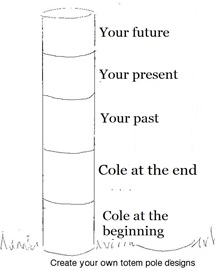 Your future
Your present
Your past
Cole at the end
Cole at the
beginning
Create your own totem pole designs